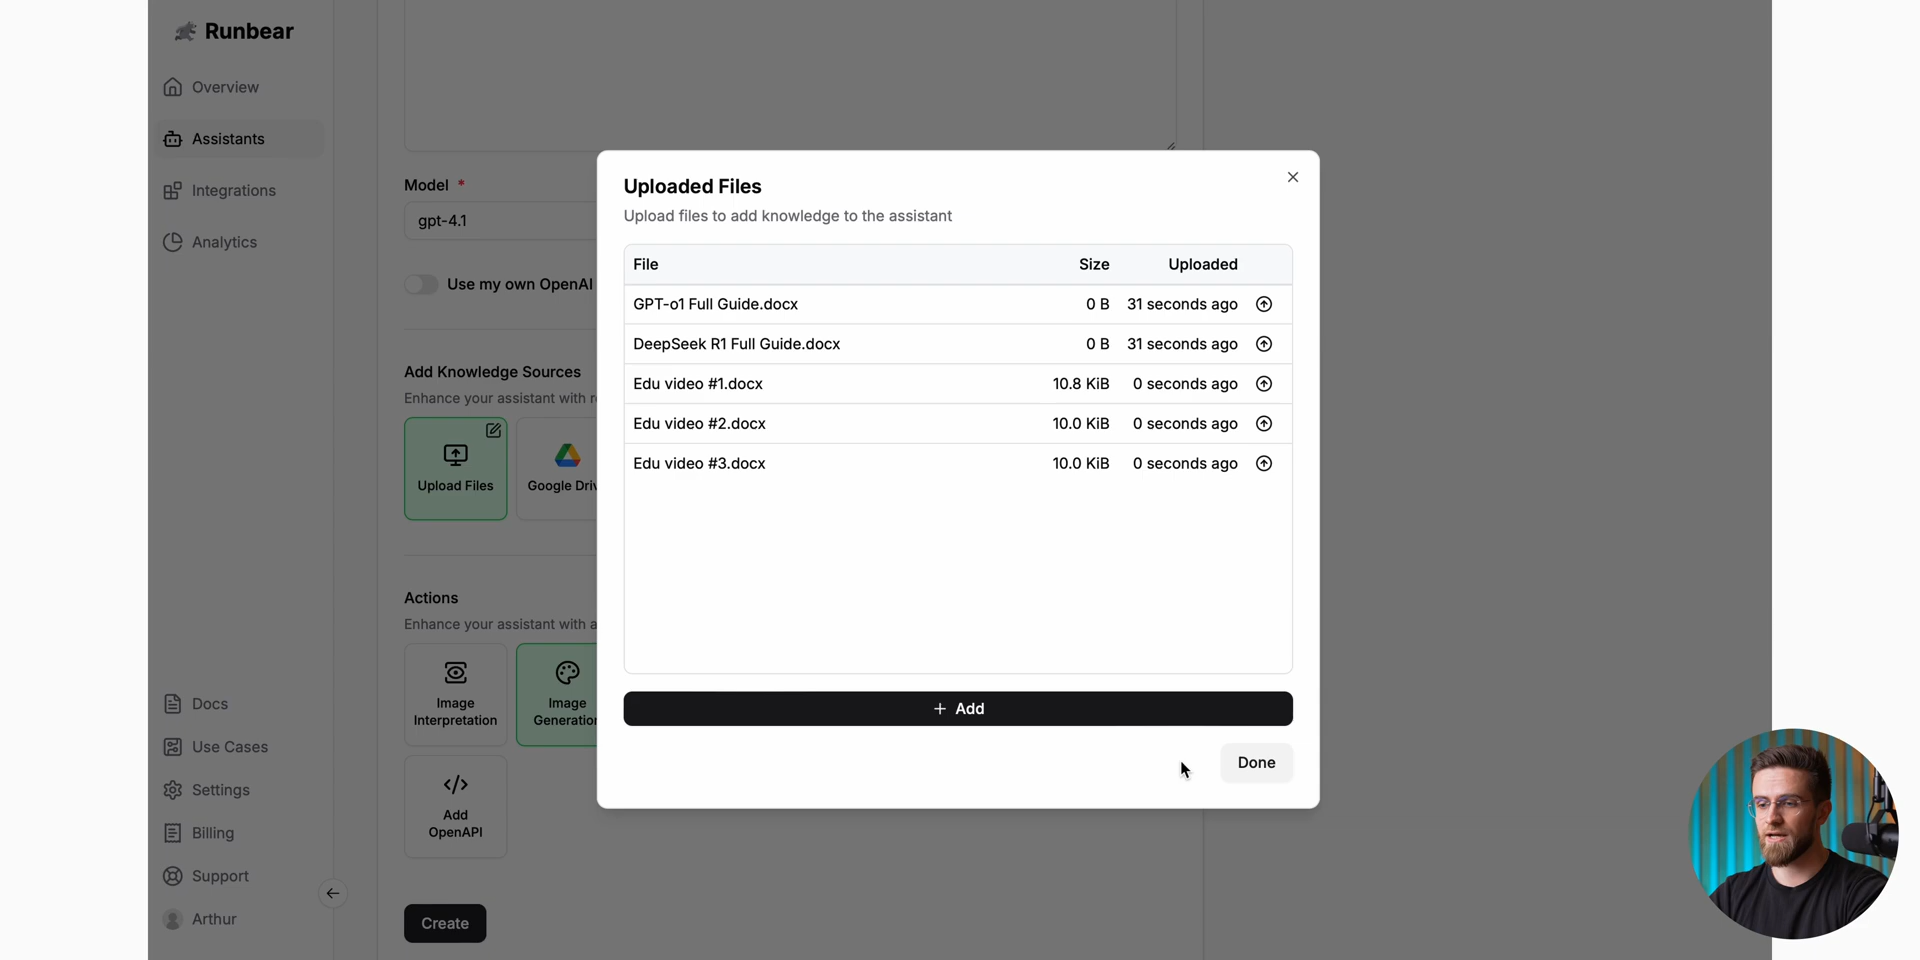 Runbear
Overview
Assistants
Integrations
Analytics
Docs
Use Cases
Settings
Billing
Support
Arthur
Model *
gpt-4.1
Use my own OpenAI
Add Knowledge Sources
Enhance your assistant with
Upload Files
Google Driv
Actions
Enhance your assistant with a
Image
Interpretation
Image
Generation
Add
OpenAPI
Create
Uploaded Files
Upload files to add knowledge to the assistant
File Size Uploaded
GPT-o1 Full Guide.docx 0 B 31 seconds ago
DeepSeek R1 Full Guide.docx 0 B 31 seconds ago
Edu video #1.docx 10.8 KiB 0 seconds ago
Edu video #2.docx 10.0 KiB 0 seconds ago
Edu video #3.docx 10.0 KiB 0 seconds ago
+ Add
Done